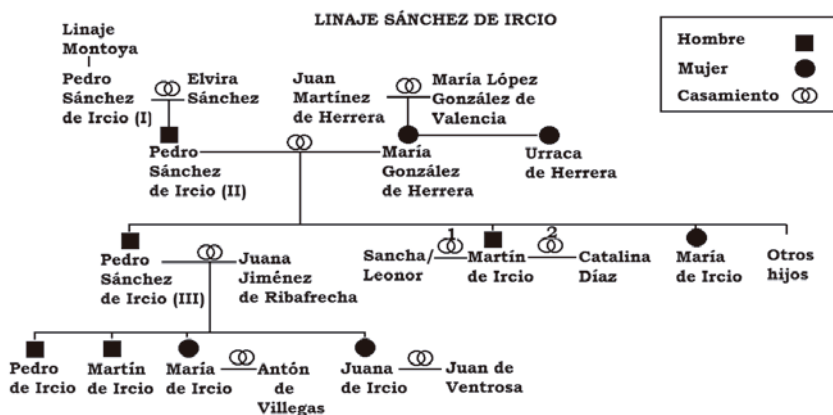 LINAJE SÁNCHEZ DE IRCIO
Linaje
Montoya
Pedro
Sánchez
de Ircio (I)
Elvira
Sánchez
Juan
Martínez
de Herrera
María López
González de
Valencia
Hombre
Mujer
Casamiento
Pedro
Sánchez
de Ircio (II)
María
González
de Herrera
Urraca
de Herrera
Pedro
Sánchez
de Ircio (III)
Juana
Jiménez
de Ribafrecha
Sancha/
Leonor
1
Martín
de Ircio
2
Catalina
Díaz
María
de Ircio
Otros
hijos
Pedro
de Ircio
Martín
de Ircio
María
de Ircio
Antón
de
Villegas
Juana
de Ircio
Juan de
Ventrosa